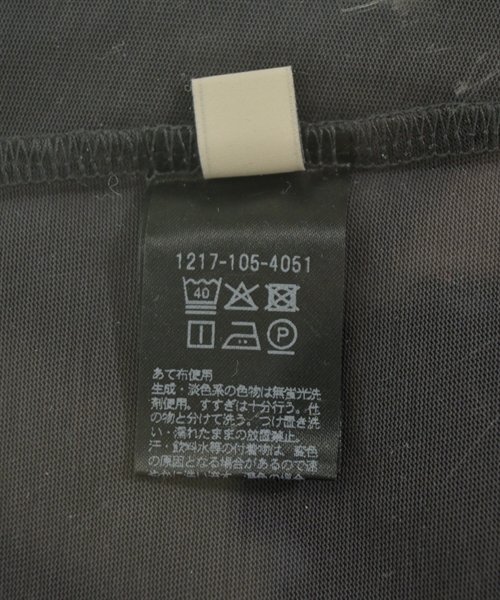 1217-105-4051
40
P
あて布使用
生成・淡色系の色物は無蛍光洗
剤使用。すすぎは十分行う。他
の物と分けて洗う。つけ置き洗
い・濡れたままの放置禁止。
汗・飲料水等の付着物は、変色
の原因となる場合があるので速